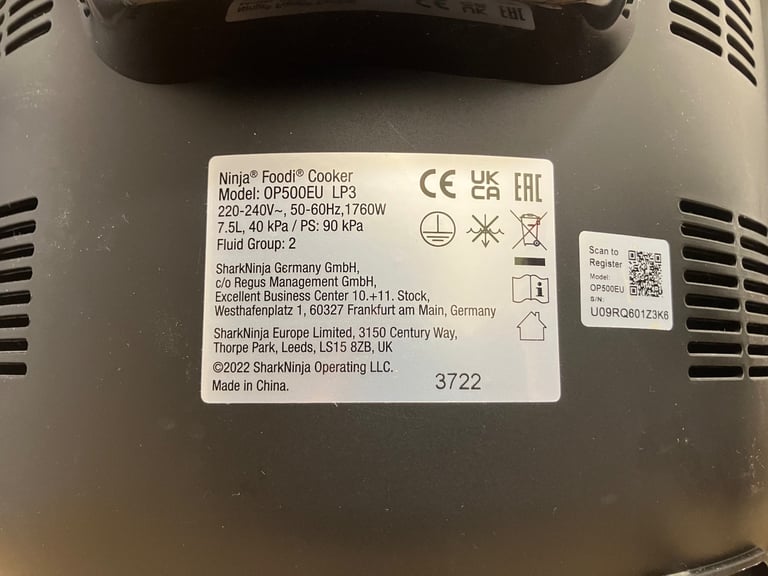 Ninja® Foodi® Cooker
Model: OP500EU LP3
220-240V~, 50-60Hz,1760W
7.5L, 40 kPa / PS: 90 kPa
Fluid Group: 2
SharkNinja Germany GmbH,
c/o Regus Management GmbH,
Excellent Business Center 10.+11. Stock,
Westhafenplatz 1, 60327 Frankfurt am Main, Germany
SharkNinja Europe Limited, 3150 Century Way,
Thorpe Park, Leeds, LS15 8ZB, UK
©2022 SharkNinja Operating LLC.
Made in China.
3722
CE UK CA EAC
Scan to
Register
Model:
OP500EU
S/N:
U09RQ601Z3K6